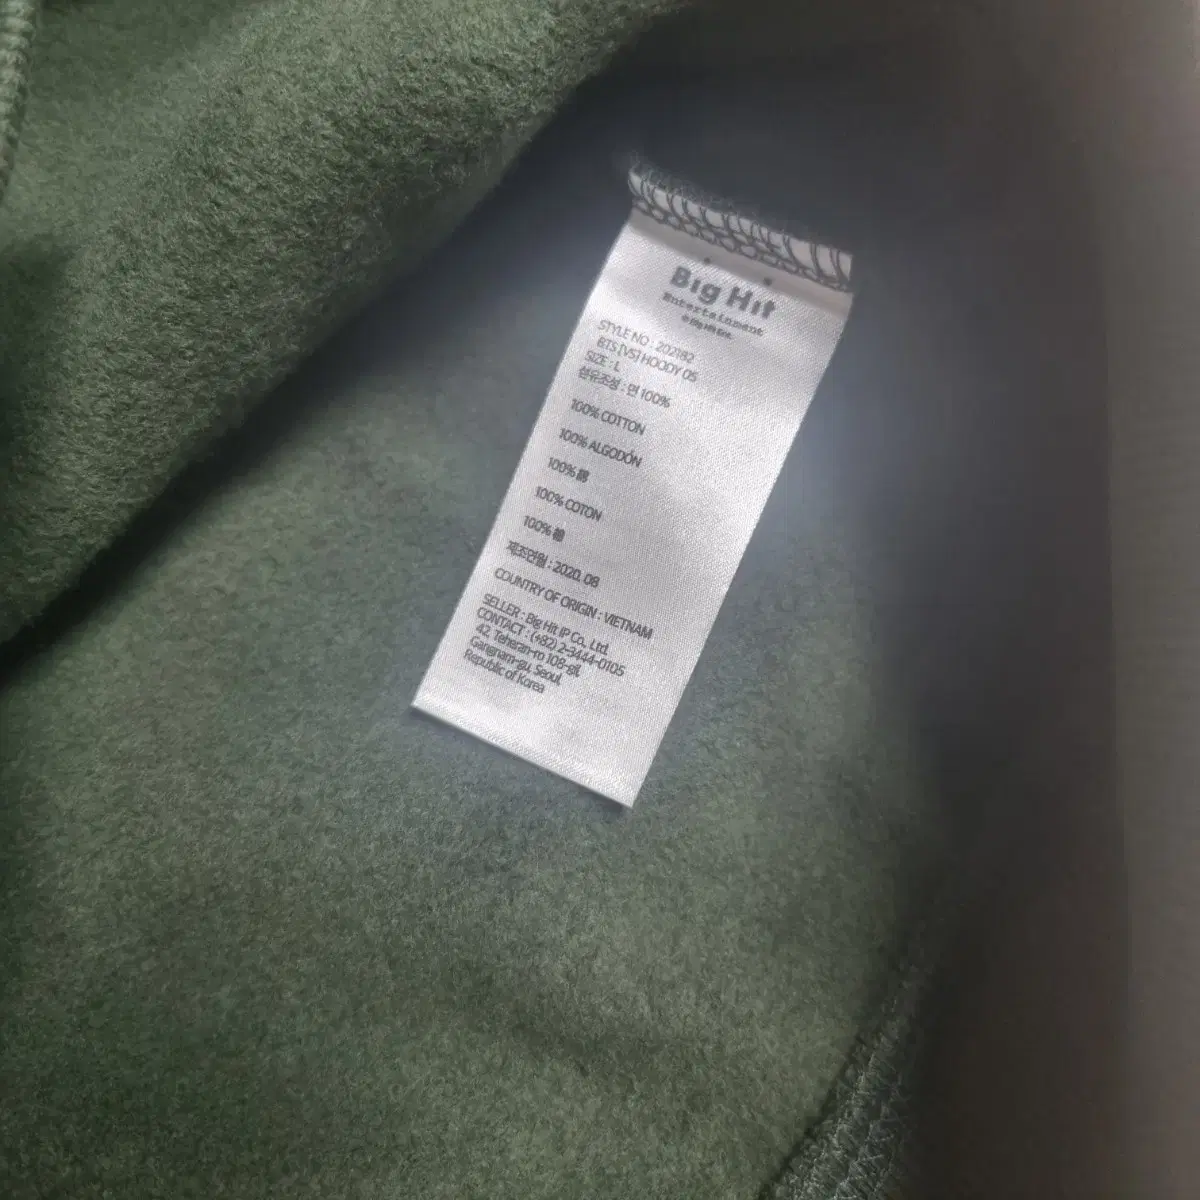 Big Hit
Entertainment
© Big Hit Ent.
STYLE NO : 202182
BTS [VS] HOODY 05
SIZE : L
섬유조성 : 면 100%
100% COTTON
100% ALGODÓN
100% 綿
100% COTON
100% 棉
제조연월 : 2020. 08
COUNTRY OF ORIGIN : VIETNAM
SELLER : Big Hit IP Co., Ltd.
CONTACT : (+82) 2-3444-0105
42, Teheran-ro 108-gil,
Gangnam-gu, Seoul,
Republic of Korea